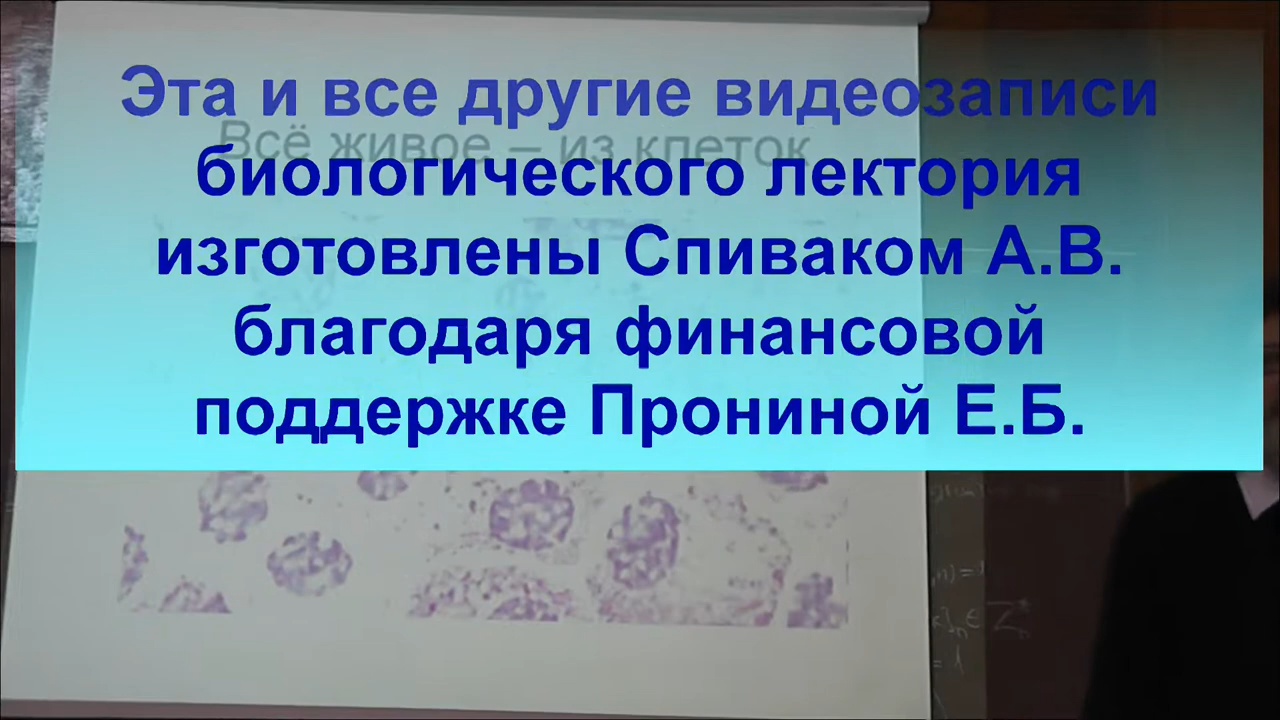 Эта и все другие видеозаписи
Всё живое – из клеток
биологического лектория
изготовлены Спиваком А.В.
благодаря финансовой
поддержке Прониной Е.Б.